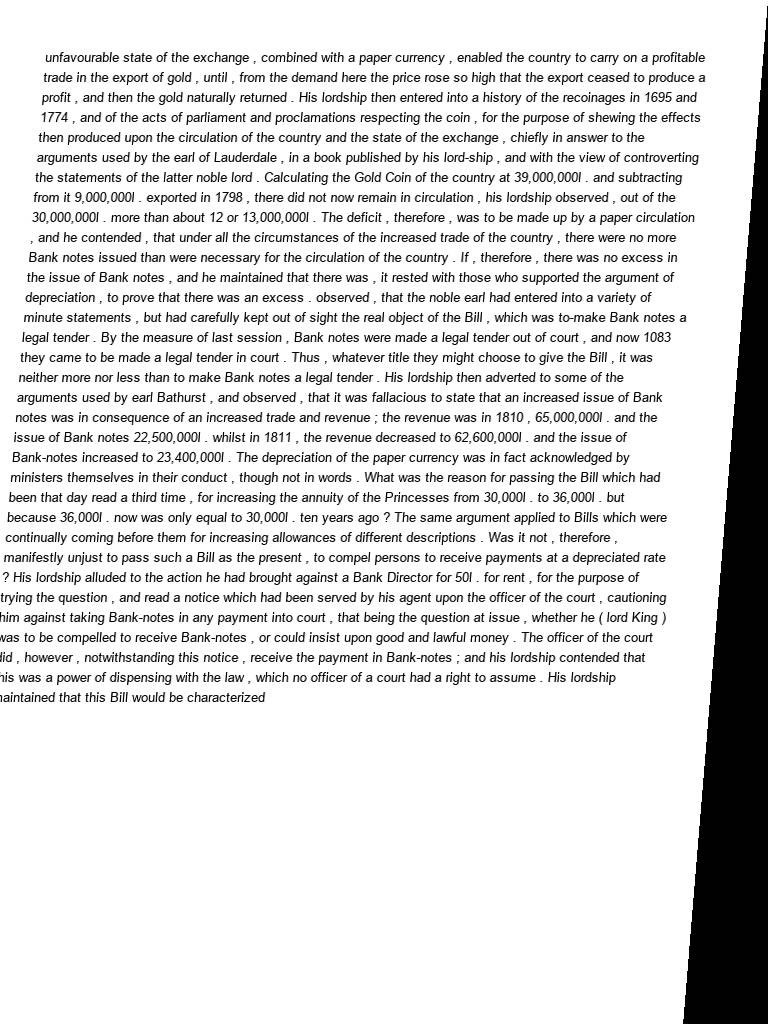 unfavourable state of the exchange , combined with a paper currency , enabled the country to carry on a profitable
trade in the export of gold , until , from the demand here the price rose so high that the export ceased to produce a
profit , and then the gold naturally returned . His lordship then entered into a history of the recoinages in 1695 and
1774 , and of the acts of parliament and proclamations respecting the coin , for the purpose of shewing the effects
then produced upon the circulation of the country and the state of the exchange , chiefly in answer to the
arguments used by the earl of Lauderdale , in a book published by his lord-ship , and with the view of controverting
the statements of the latter noble lord . Calculating the Gold Coin of the country at 39,000,000l . and subtracting
from it 9,000,000l . exported in 1798 , there did not now remain in circulation , his lordship observed , out of the
30,000,000l . more than about 12 or 13,000,000l . The deficit , therefore , was to be made up by a paper circulation
, and he contended , that under all the circumstances of the increased trade of the country , there were no more
Bank notes issued than were necessary for the circulation of the country . If , therefore , there was no excess in
the issue of Bank notes , and he maintained that there was , it rested with those who supported the argument of
depreciation , to prove that there was an excess . observed , that the noble earl had entered into a variety of
minute statements , but had carefully kept out of sight the real object of the Bill , which was to-make Bank notes a
legal tender . By the measure of last session , Bank notes were made a legal tender out of court , and now 1083
they came to be made a legal tender in court . Thus , whatever title they might choose to give the Bill , it was
neither more nor less than to make Bank notes a legal tender . His lordship then adverted to some of the
arguments used by earl Bathurst , and observed , that it was fallacious to state that an increased issue of Bank
notes was in consequence of an increased trade and revenue ; the revenue was in 1810 , 65,000,000l . and the
issue of Bank notes 22,500,000l . whilst in 1811 , the revenue decreased to 62,600,000l . and the issue of
Bank-notes increased to 23,400,000l . The depreciation of the paper currency was in fact acknowledged by
ministers themselves in their conduct , though not in words . What was the reason for passing the Bill which had
been that day read a third time , for increasing the annuity of the Princesses from 30,000l . to 36,000l . but
because 36,000l . now was only equal to 30,000l . ten years ago ? The same argument applied to Bills which were
continually coming before them for increasing allowances of different descriptions . Was it not , therefore ,
manifestly unjust to pass such a Bill as the present , to compel persons to receive payments at a depreciated rate
? His lordship alluded to the action he had brought against a Bank Director for 50l . for rent , for the purpose of
trying the question , and read a notice which had been served by his agent upon the officer of the court , cautioning
him against taking Bank-notes in any payment into court , that being the question at issue , whether he ( lord King )
was to be compelled to receive Bank-notes , or could insist upon good and lawful money . The officer of the court
did , however , notwithstanding this notice , receive the payment in Bank-notes ; and his lordship contended that
his was a power of dispensing with the law , which no officer of a court had a right to assume . His lordship
maintained that this Bill would be characterized